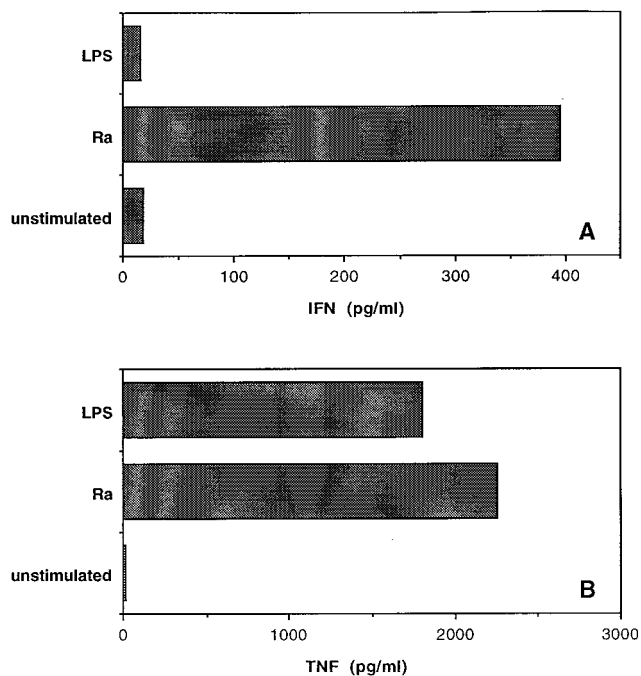 LPS
Ra
unstimulated
A
0 100 200 300 400
IFN (pg/ml)
LPS
Ra
unstimulated
B
0 1000 2000 3000
TNF (pg/ml)